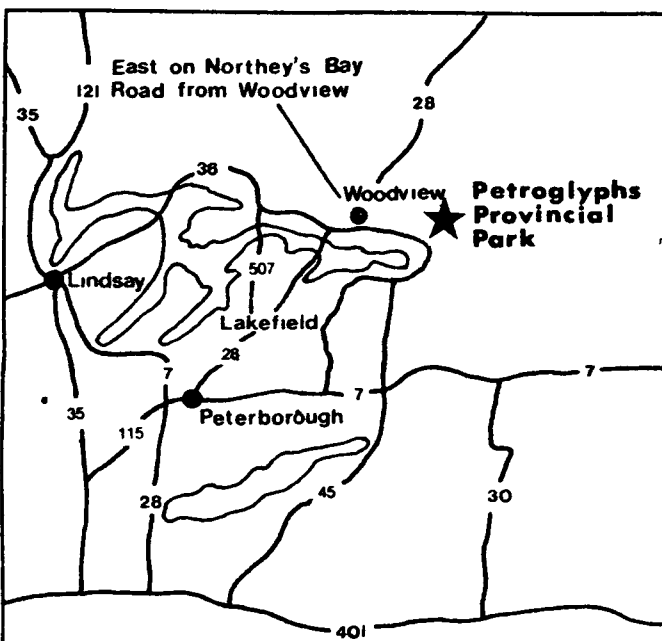 East on Northey's Bay
Road from Woodview
121
35
28
36
Woodview
Petroglyphs
Provincial
Park
507
Lindsay
Lakefield
28
7
7
7
35
Peterborough
115
28
45
30
401